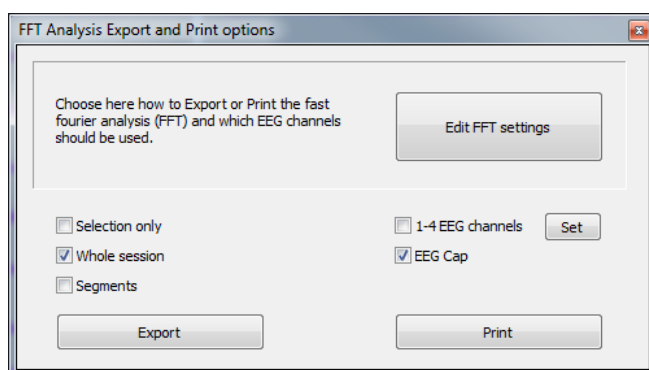 FFT Analysis Export and Print options
Choose here how to Export or Print the fast
fourier analysis (FFT) and which EEG channels
should be used.
Edit FFT settings
Selection only
1-4 EEG channels
Set
Whole session
EEG Cap
Segments
Export
Print